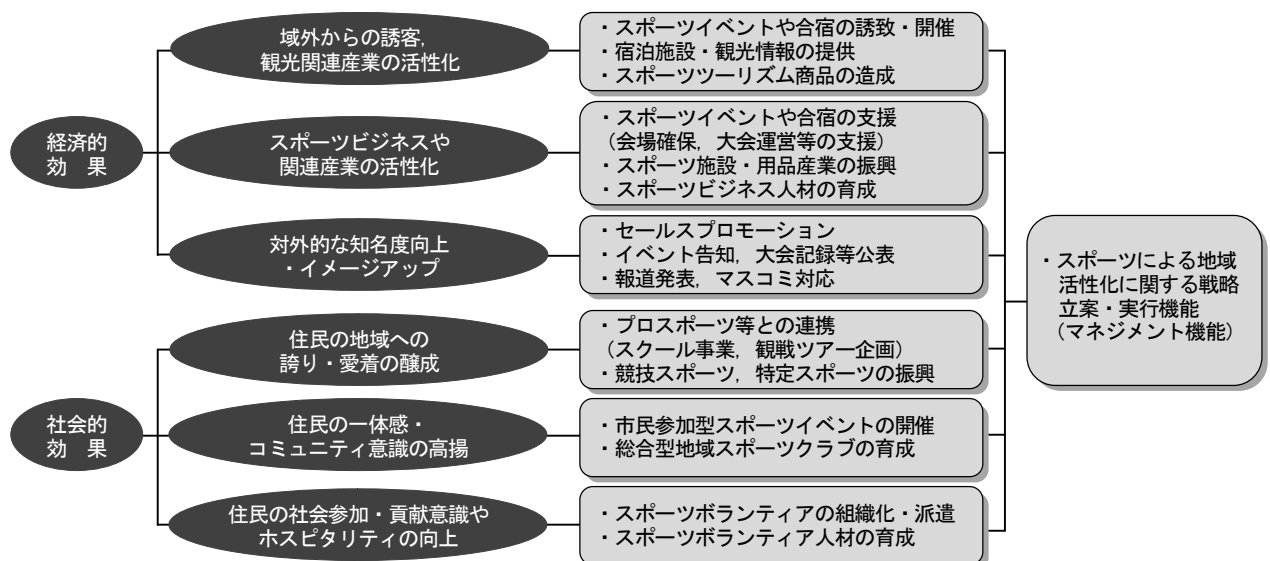 経済的
効　果
域外からの誘客，
観光関連産業の活性化
・スポーツイベントや合宿の誘致・開催
・宿泊施設・観光情報の提供
・スポーツツーリズム商品の造成
スポーツビジネスや
関連産業の活性化
・スポーツイベントや合宿の支援
（会場確保，大会運営等の支援）
・スポーツ施設・用品産業の振興
・スポーツビジネス人材の育成
対外的な知名度向上
・イメージアップ
・セールスプロモーション
・イベント告知，大会記録等公表
・報道発表，マスコミ対応
社会的
効　果
住民の地域への
誇り・愛着の醸成
・プロスポーツ等との連携
（スクール事業，観戦ツアー企画）
・競技スポーツ，特定スポーツの振興
住民の一体感・
コミュニティ意識の高揚
・市民参加型スポーツイベントの開催
・総合型地域スポーツクラブの育成
住民の社会参加・貢献意識や
ホスピタリティの向上
・スポーツボランティアの組織化・派遣
・スポーツボランティア人材の育成
・スポーツによる地域
活性化に関する戦略
立案・実行機能
（マネジメント機能）